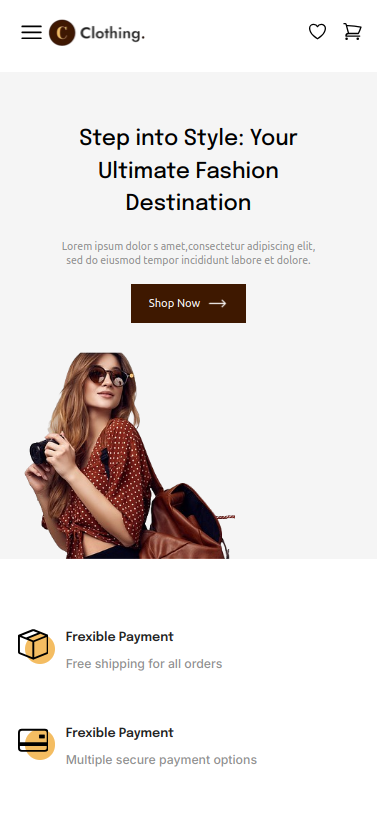 C Clothing.
Step into Style: Your
Ultimate Fashion
Destination
Lorem ipsum dolor s amet,consectetur adipiscing elit,
sed do eiusmod tempor incididunt labore et dolore.
Shop Now
Frexible Payment
Free shipping for all orders
Frexible Payment
Multiple secure payment options